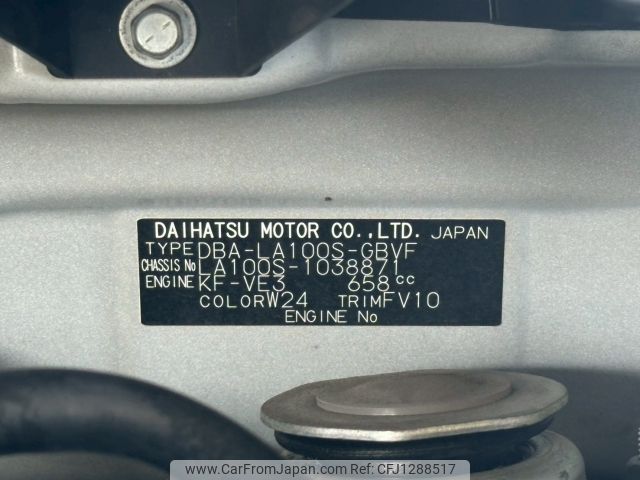 DAIHATSU MOTOR CO.,LTD. JAPAN
TYPE DBA-LA100S-GBVF
CHASSIS No LA100S-1038871
ENGINE KF-VE3 658 cc
COLOR W24 TRIM FV10
ENGINE No
www.CarFromJapan.com | REF No.CFJ1288517